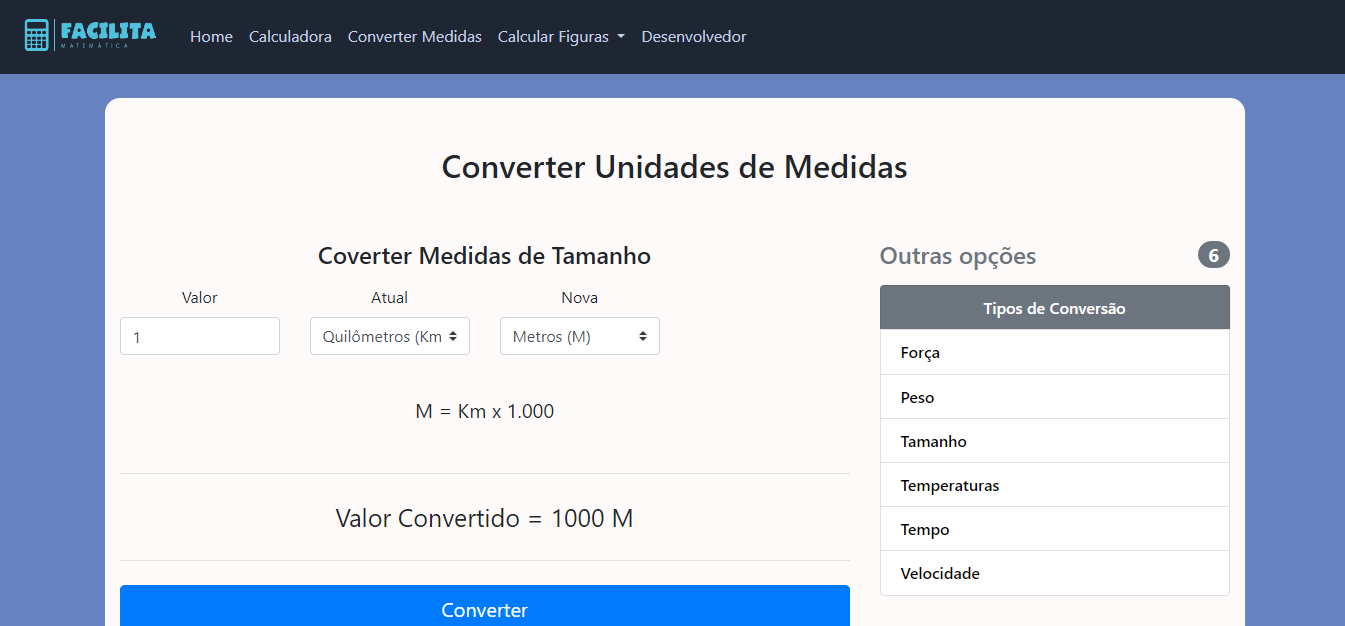 FACILITA
MATEMÁTICA
Home Calculadora Converter Medidas Calcular Figuras Desenvolvedor
Converter Unidades de Medidas
Coverter Medidas de Tamanho
Valor Atual Nova
1 Quilômetros (Km Metros (M)
M = Km x 1.000
Valor Convertido = 1000 M
Converter
Outras opções 6
Tipos de Conversão
Força
Peso
Tamanho
Temperaturas
Tempo
Velocidade